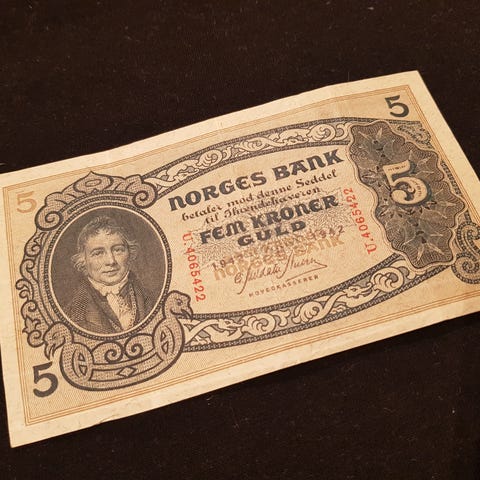 5
5
NORGES BANK
betaler mod denne Seddel
til Ihændehaveren
FEM KRONER
GULD
1942
NORGES BANK
HOVEDKASSERER
U.4065422
U.4065422
5
5